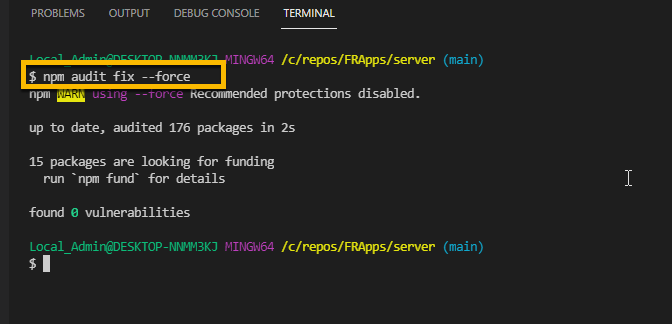 PROBLEMS OUTPUT DEBUG CONSOLE TERMINAL
Local_Admin@DESKTOP-NNMM3KJ MINGW64 /c/repos/FRApps/server (main)
$ npm audit fix --force
npm WARN using --force Recommended protections disabled.
up to date, audited 176 packages in 2s
15 packages are looking for funding
run `npm fund` for details
found 0 vulnerabilities
Local_Admin@DESKTOP-NNMM3KJ MINGW64 /c/repos/FRApps/server (main)
$